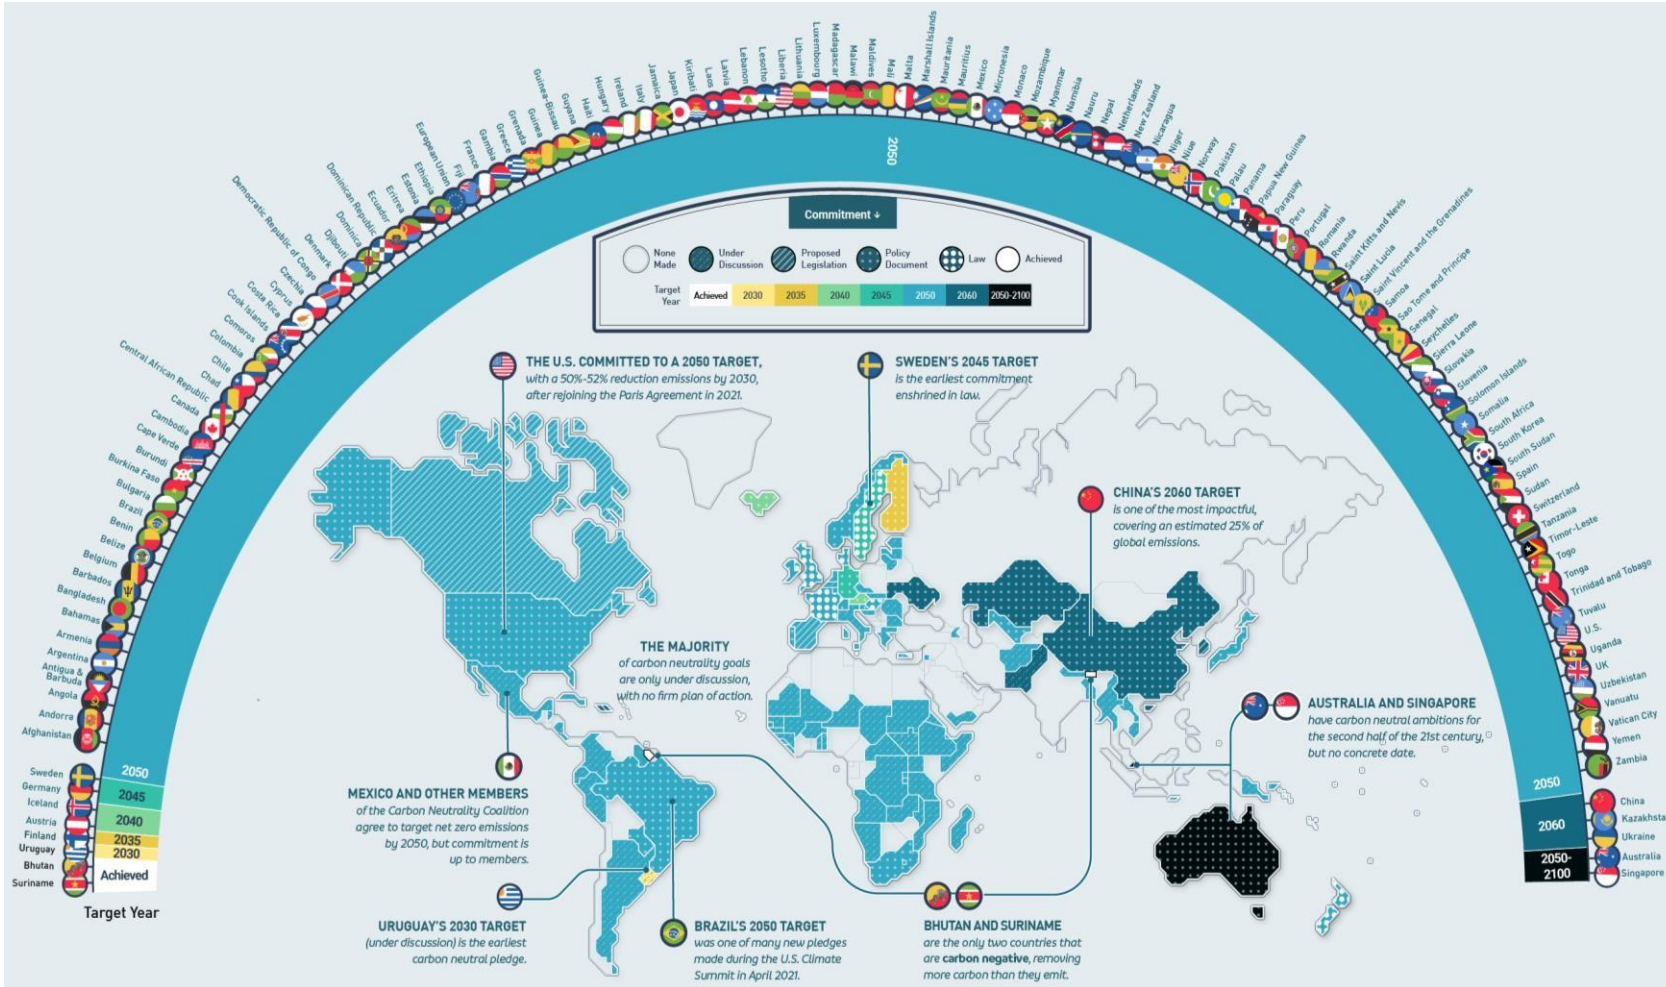 Afghanistan
Andorra
Angola
Antigua &
Barbuda
Argentina
Armenia
Bahamas
Bangladesh
Barbados
Belgium
Belize
Benin
Brazil
Bulgaria
Burkina Faso
Burundi
Cape Verde
Cambodia
Canada
Central African Republic
Chad
Chile
Colombia
Comoros
Cook Islands
Costa Rica
Cyprus
Czechia
Democratic Republic of Congo
Denmark
Djibouti
Dominica
Dominican Republic
Ecuador
Eritrea
Estonia
Ethiopia
European Union
Fiji
France
Gambia
Greece
Grenada
Guinea
Guinea-Bissau
Guyana
Haiti
Hungary
Ireland
Italy
Jamaica
Japan
Kiribati
Laos
Latvia
Lebanon
Lesotho
Liberia
Lithuania
Luxembourg
Madagascar
Malawi
Maldives
Mali
Malta
Marshall Islands
Mauritania
Mauritius
Mexico
Micronesia
Monaco
Mozambique
Myanmar
Namibia
Nauru
Nepal
Netherlands
New Zealand
Nicaragua
Niger
Niue
Norway
Pakistan
Palau
Panama
Papua New Guinea
Paraguay
Peru
Portugal
Romania
Rwanda
Saint Kitts and Nevis
Saint Lucia
Saint Vincent and the Grenadines
Samoa
Sao Tome and Principe
Senegal
Seychelles
Sierra Leone
Slovakia
Slovenia
Solomon Islands
Somalia
South Africa
South Korea
South Sudan
Spain
Sudan
Switzerland
Tanzania
Timor-Leste
Togo
Tonga
Trinidad and Tobago
Tuvalu
U.S.
Uganda
UK
Uzbekistan
Vanuatu
Vatican City
Yemen
Zambia
2050
Commitment ↓
None
Made
Under
Discussion
Proposed
Legislation
Policy
Document
Law
Achieved
Target
Year
Achieved
2030
2035
2040
2045
2050
2060
2050-2100
THE U.S. COMMITTED TO A 2050 TARGET,
with a 50%-52% reduction emissions by 2030,
after rejoining the Paris Agreement in 2021.
SWEDEN'S 2045 TARGET
is the earliest commitment
enshrined in law.
CHINA'S 2060 TARGET
is one of the most impactful,
covering an estimated 25% of
global emissions.
THE MAJORITY
of carbon neutrality goals
are only under discussion,
with no firm plan of action.
AUSTRALIA AND SINGAPORE
have carbon neutral ambitions for
the second half of the 21st century,
but no concrete date.
MEXICO AND OTHER MEMBERS
of the Carbon Neutrality Coalition
agree to target net zero emissions
by 2050, but commitment is
up to members.
URUGUAY'S 2030 TARGET
(under discussion) is the earliest
carbon neutral pledge.
BRAZIL'S 2050 TARGET
was one of many new pledges
made during the U.S. Climate
Summit in April 2021.
BHUTAN AND SURINAME
are the only two countries that
are carbon negative, removing
more carbon than they emit.
2050
Sweden
Germany
2045
Iceland
Austria
2040
Finland
2035
Uruguay
2030
Bhutan
Suriname
Achieved
Target Year
2050
2060
China
Kazakhsta
Ukraine
2050-
2100
Australia
Singapore